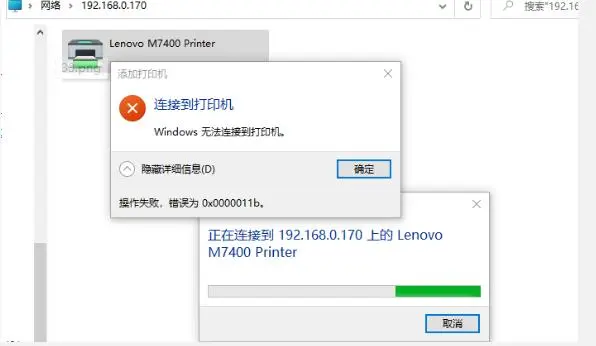 网络 > 192.168.0.170
搜索"192.16
Lenovo M7400 Printer
添加打印机
连接到打印机
Windows 无法连接到打印机。
隐藏详细信息(D)
确定
操作失败，错误为 0x0000011b。
正在连接到 192.168.0.170 上的 Lenovo
M7400 Printer
取消